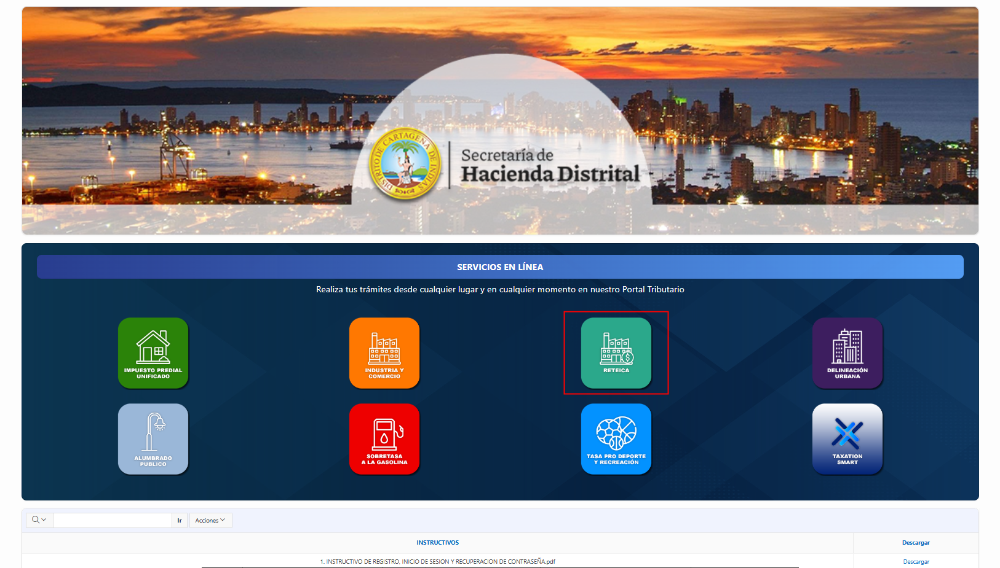 DISTRITO DE CARTAGENA DE INDIAS
Secretaría de
Hacienda Distrital
SERVICIOS EN LÍNEA
Realiza tus trámites desde cualquier lugar y en cualquier momento en nuestro Portal Tributario
IMPUESTO PREDIAL
UNIFICADO
INDUSTRIA Y
COMERCIO
RETEICA
DELINEACIÓN
URBANA
ALUMBRADO
PUBLICO
SOBRETASA
A LA GASOLINA
TASA PRO DEPORTE
Y RECREACIÓN
TAXATION
SMART
Ir
Acciones
INSTRUCTIVOS
Descargar
1. INSTRUCTIVO DE REGISTRO, INICIO DE SESION Y RECUPERACION DE CONTRASEÑA.pdf
Descargar